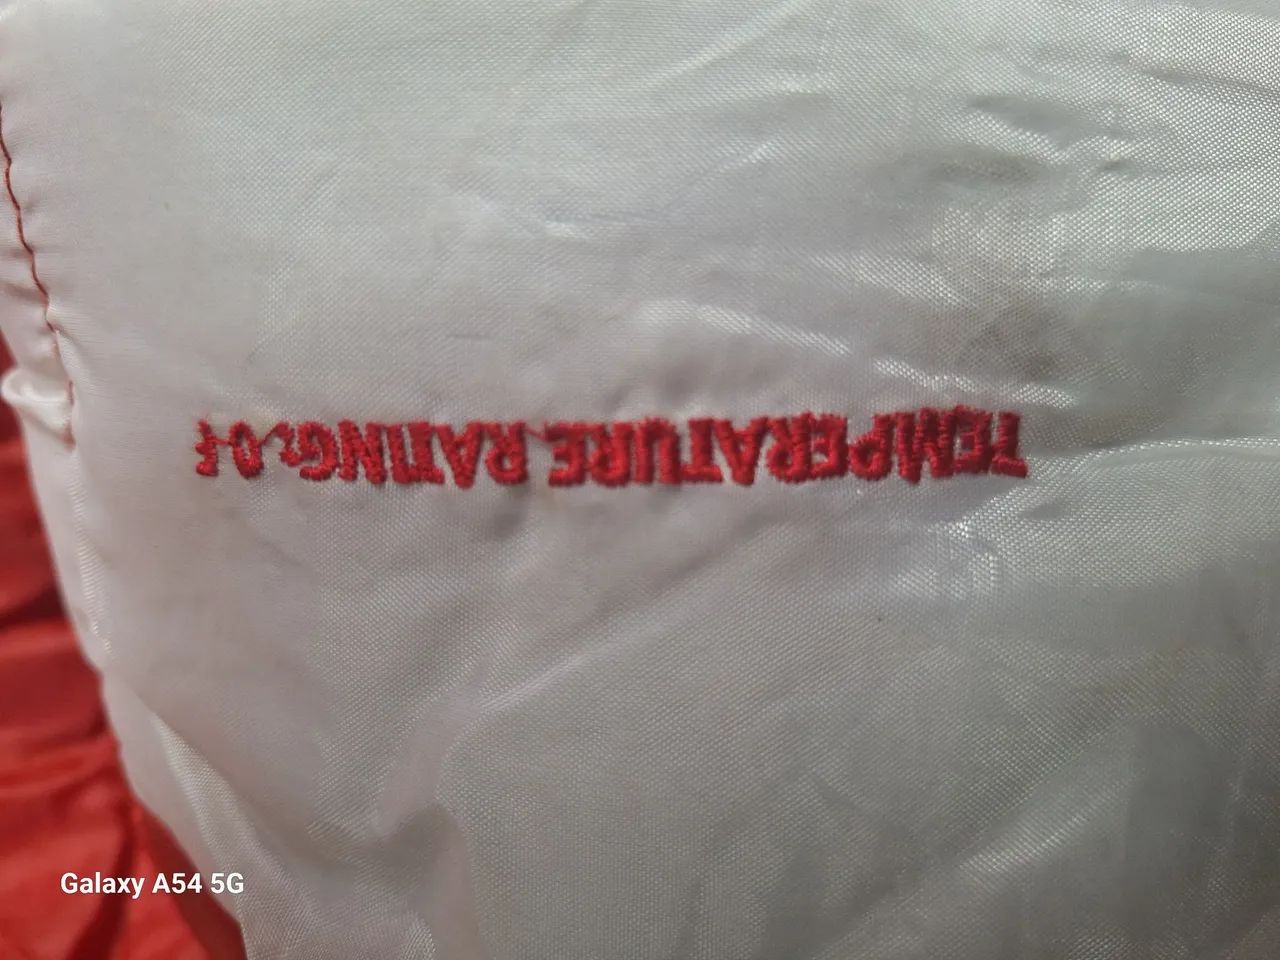 TEMPERATURE RATING: 0 F
Galaxy A54 5G